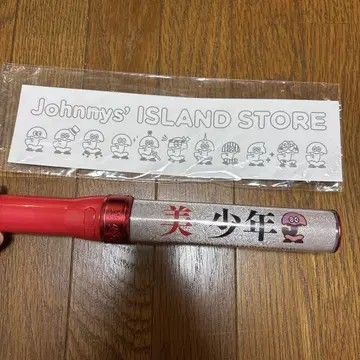 Johnnys' ISLAND STORE
美 少年